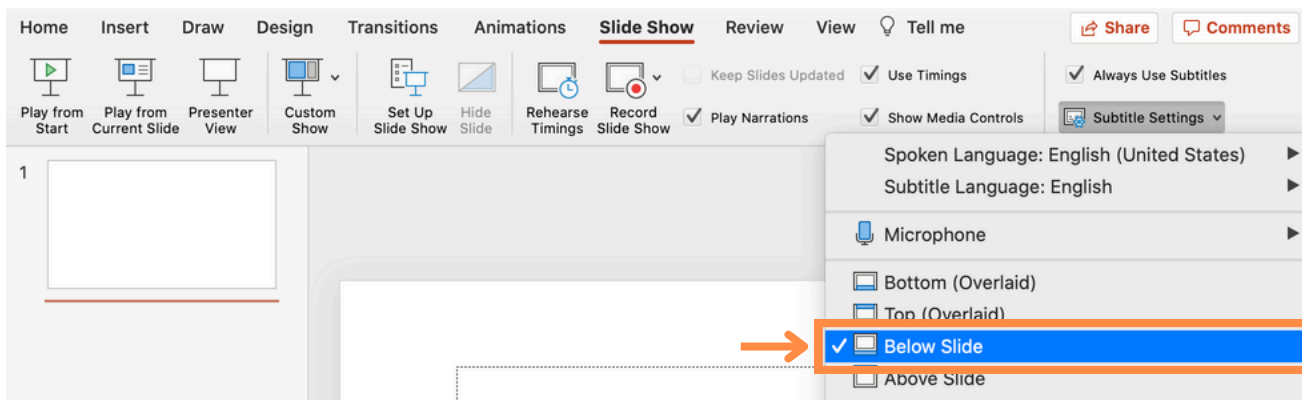 Home Insert Draw Design Transitions Animations Slide Show Review View Tell me Share Comments
Keep Slides Updated Use Timings Always Use Subtitles
Play from Start
Play from Current Slide
Presenter View
Custom Show
Set Up Slide Show
Hide Slide
Rehearse Timings
Record Slide Show
Play Narrations Show Media Controls Subtitle Settings
1
Spoken Language: English (United States)
Subtitle Language: English
Microphone
Bottom (Overlaid)
Top (Overlaid)
Below Slide
Above Slide